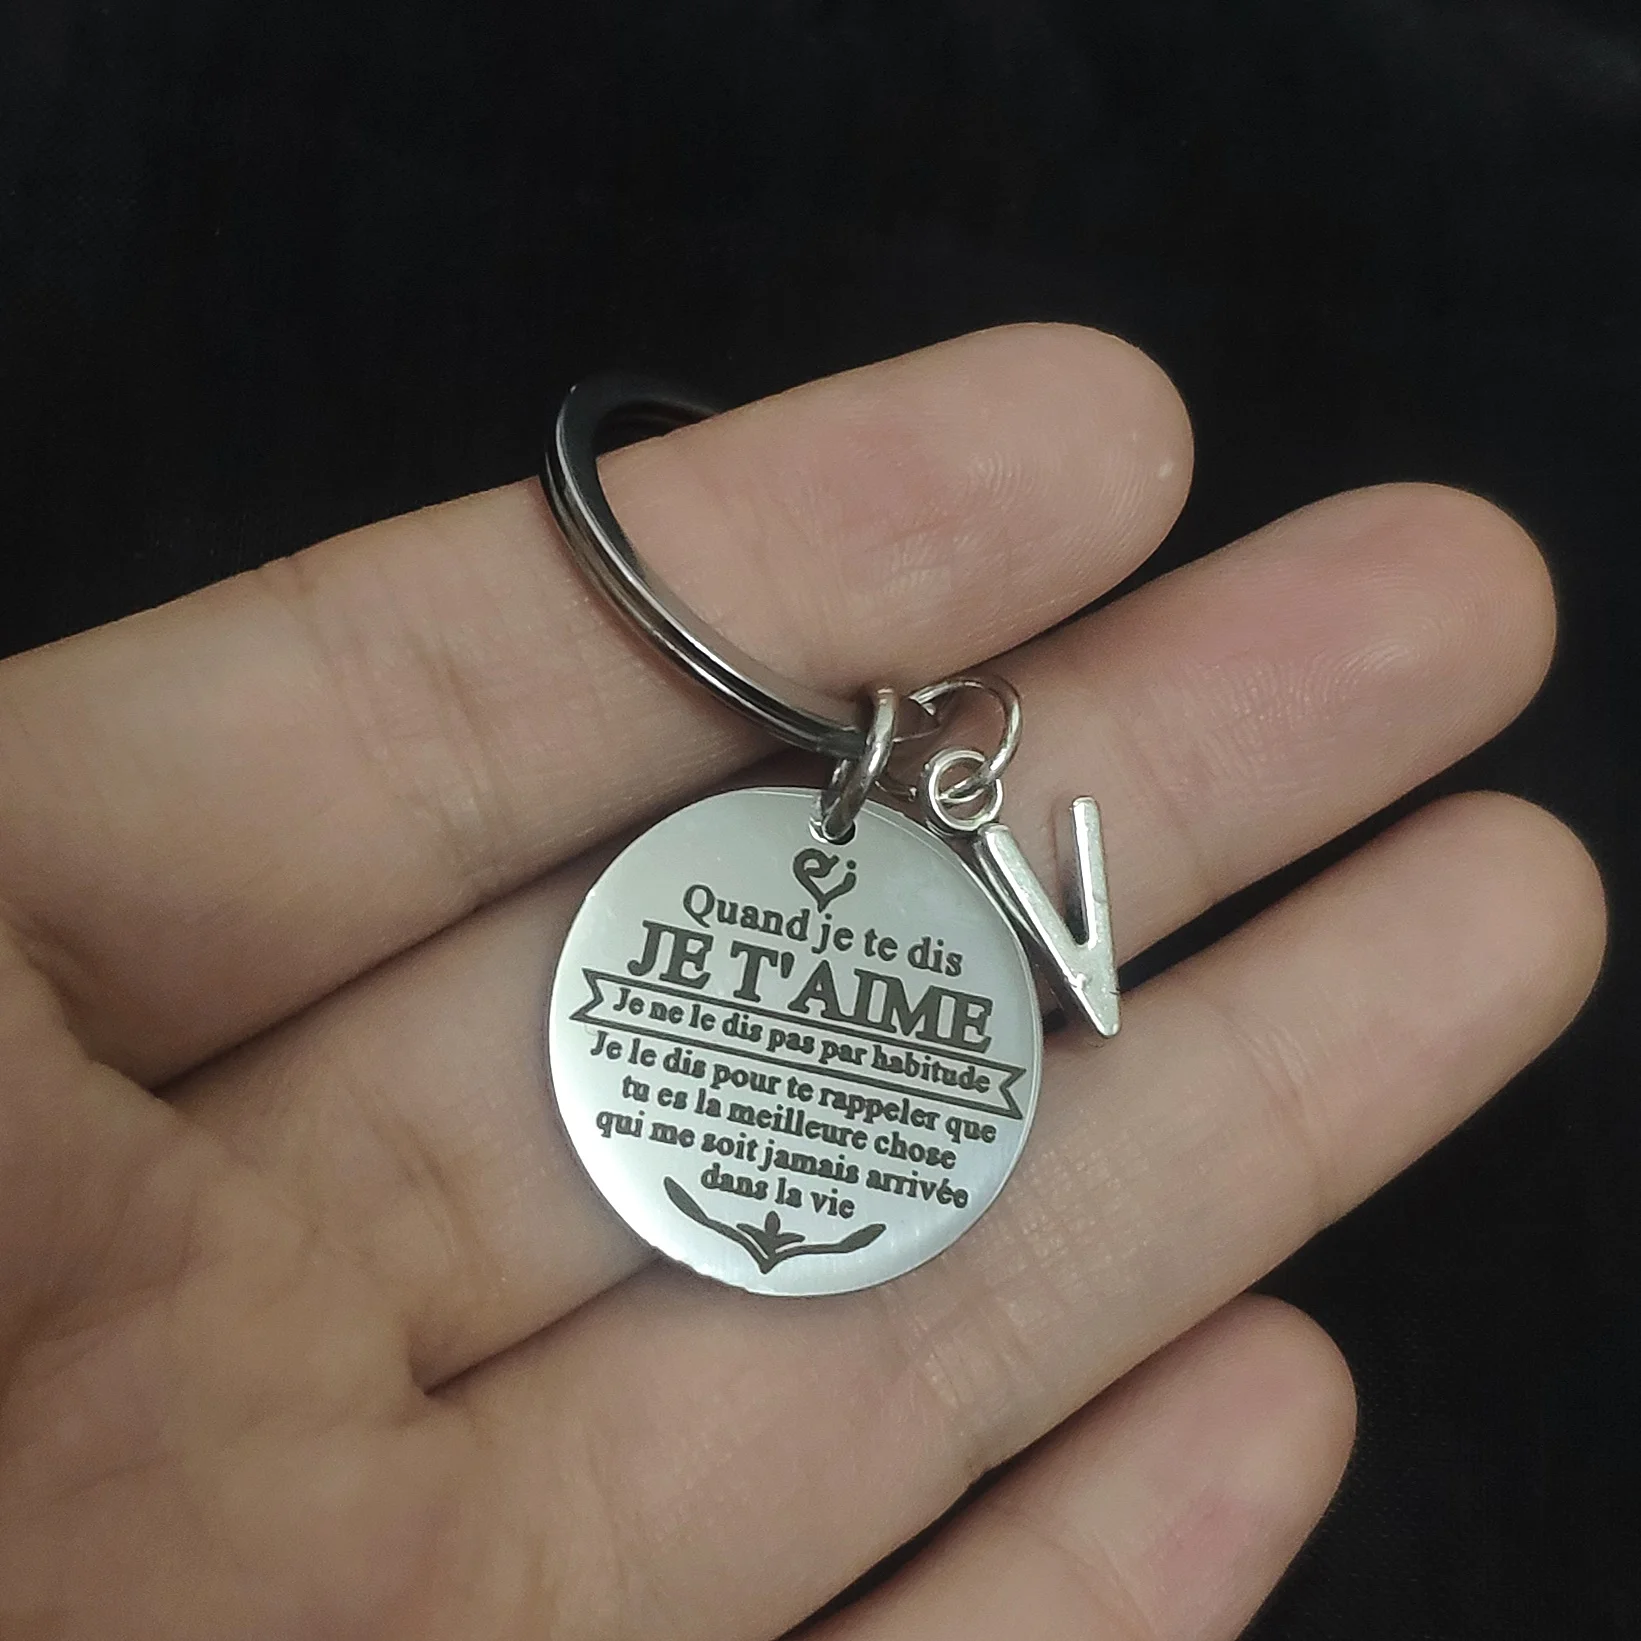 Quand je te dis
JE T'AIME
Je ne le dis pas par habitude
Je le dis pour te rappeler que
tu es la meilleure chose
qui me soit jamais arrivée
dans la vie
V